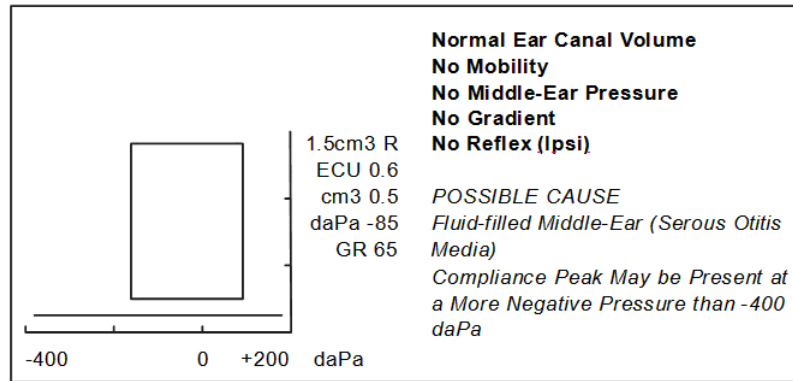 Normal Ear Canal Volume
No Mobility
No Middle-Ear Pressure
No Gradient
No Reflex (Ipsi)
1.5cm3 R
ECU 0.6
cm3 0.5
daPa -85
GR 65
POSSIBLE CAUSE
Fluid-filled Middle-Ear (Serous Otitis
Media)
Compliance Peak May be Present at
a More Negative Pressure than -400
daPa
-400 0 +200 daPa